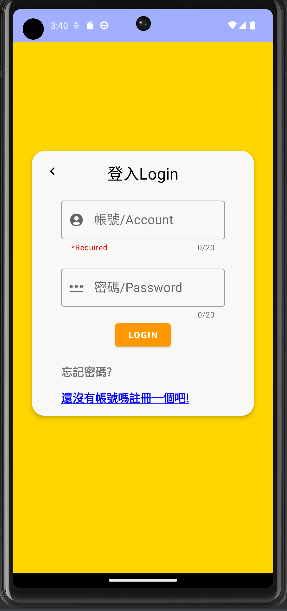 3:40
登入Login
帳號/Account
*Required
0/20
密碼/Password
0/20
LOGIN
忘記密碼?
還沒有帳號嗎註冊一個吧!